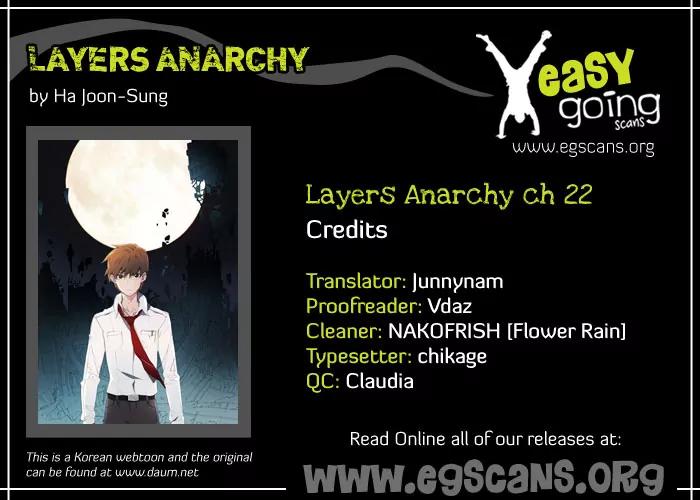 LAYERS ANARCHY
by Ha Joon-Sung
easy
going
scans
www.egscans.org
Layers Anarchy ch 22
Credits
Translator: Junnynam
Proofreader: Vdaz
Cleaner: NAKOFRISH [Flower Rain]
Typesetter: chikage
QC: Claudia
This is a Korean webtoon and the original
can be found at www.daum.net
Read Online all of our releases at:
www.egscans.org